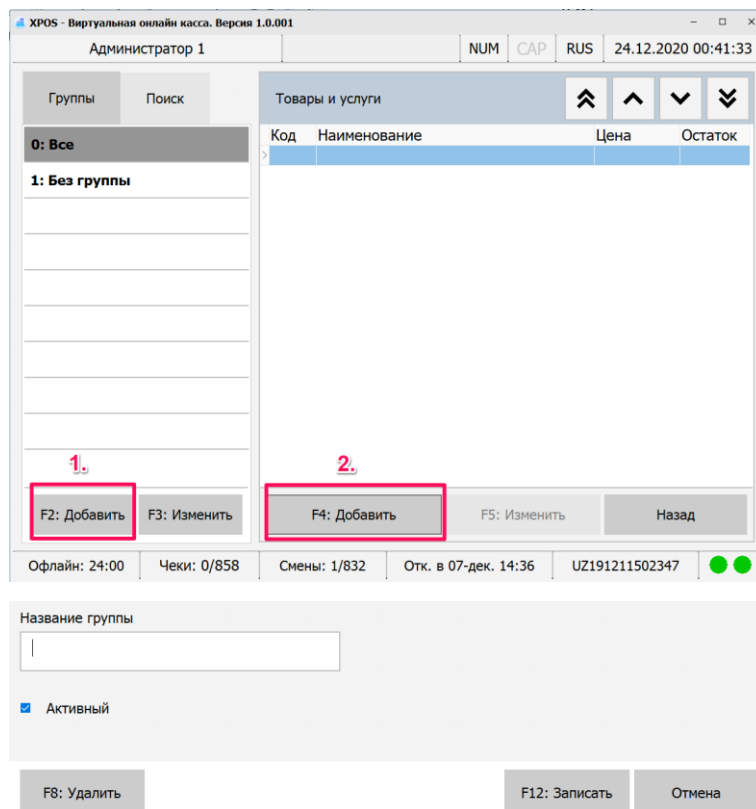 XPOS - Виртуальная онлайн касса. Версия 1.0.001
Администратор 1 NUM CAP RUS 24.12.2020 00:41:33
Группы Поиск Товары и услуги
Код Наименование Цена Остаток
0: Все
1: Без группы
1. 2.
F2: Добавить F3: Изменить F4: Добавить F5: Изменить Назад
Офлайн: 24:00 Чеки: 0/858 Смены: 1/832 Отк. в 07-дек. 14:36 UZ191211502347
Название группы
Активный
F8: Удалить F12: Записать Отмена